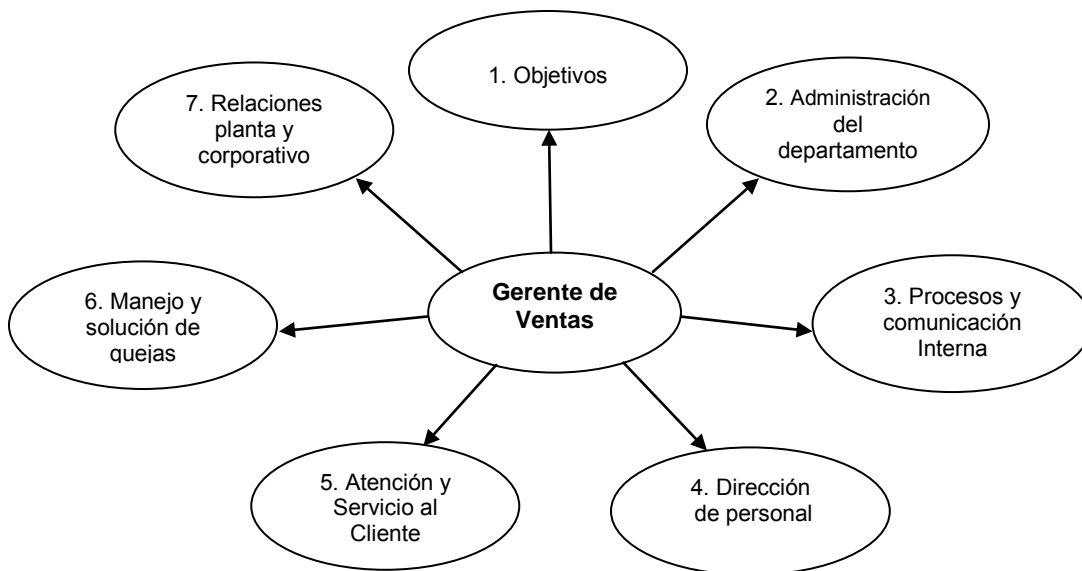 1. Objetivos
2. Administración
del
departamento
3. Procesos y
comunicación
Interna
4. Dirección
de personal
5. Atención y
Servicio al
Cliente
6. Manejo y
solución de
quejas
7. Relaciones
planta y
corporativo
Gerente de
Ventas